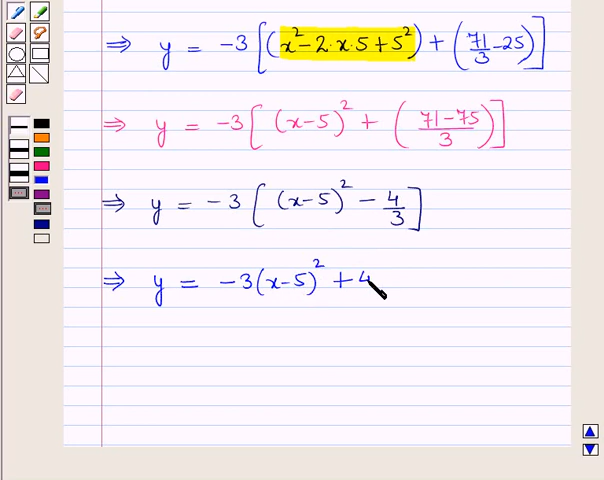 ⇒ y = -3[(x² - 2·x·5 + 5²) + (71/3 - 25)]
⇒ y = -3[(x-5)² + (71-75/3)]
⇒ y = -3[(x-5)² - 4/3]
⇒ y = -3(x-5)² + 4